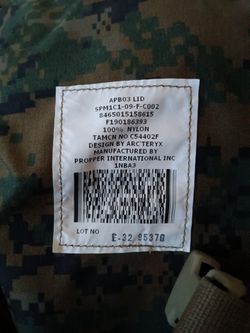 APB03 LID
SPM1C1-09-F-C002
8465015158615
F190186393
100% NYLON
TAMCN NO C54402F
DESIGN BY ARC'TERYX
MANUFACTURED BY
PROPPER INTERNATIONAL INC
1NBA3
LOT NO
E-32 95370